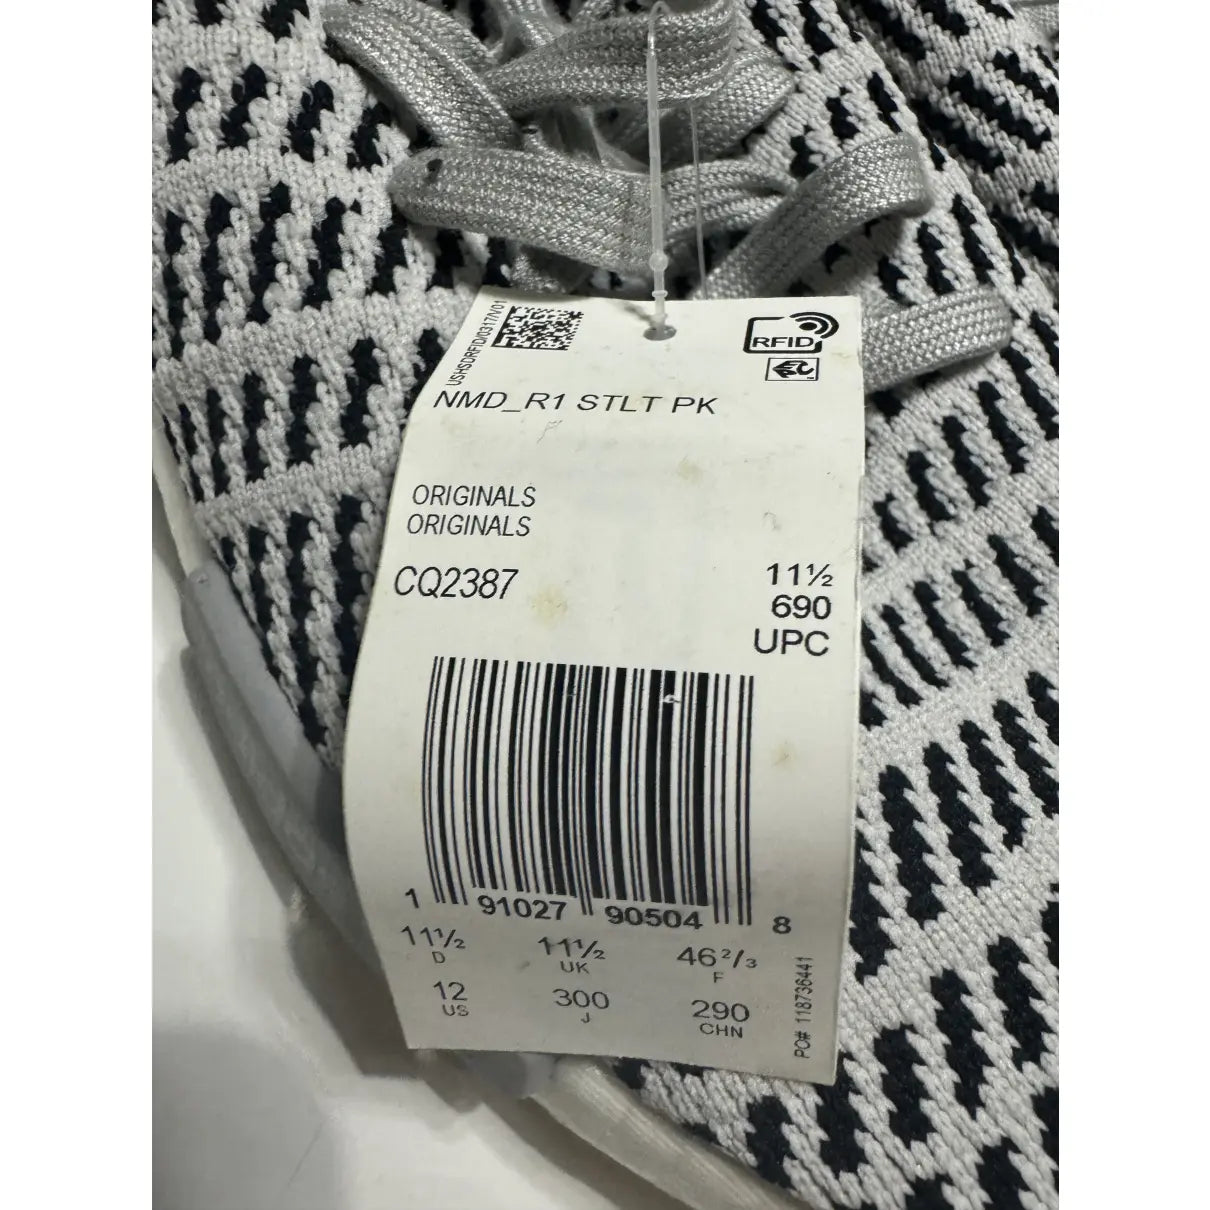 USHSDRFID/0317/V01
RFID
NMD_R1 STLT PK
ORIGINALS
ORIGINALS
CQ2387
11½
690
UPC
1 91027 90504 8
11½ 11½ 46⅔
D UK F
12 300 290
US J CHN
PO# 118736441